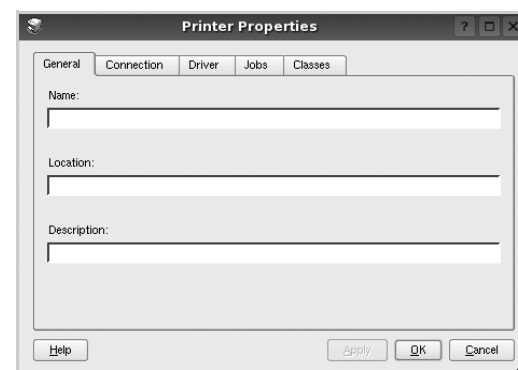 Printer Properties ?
General Connection Driver Jobs Classes
Name:
Location:
Description:
Help Apply OK Cancel